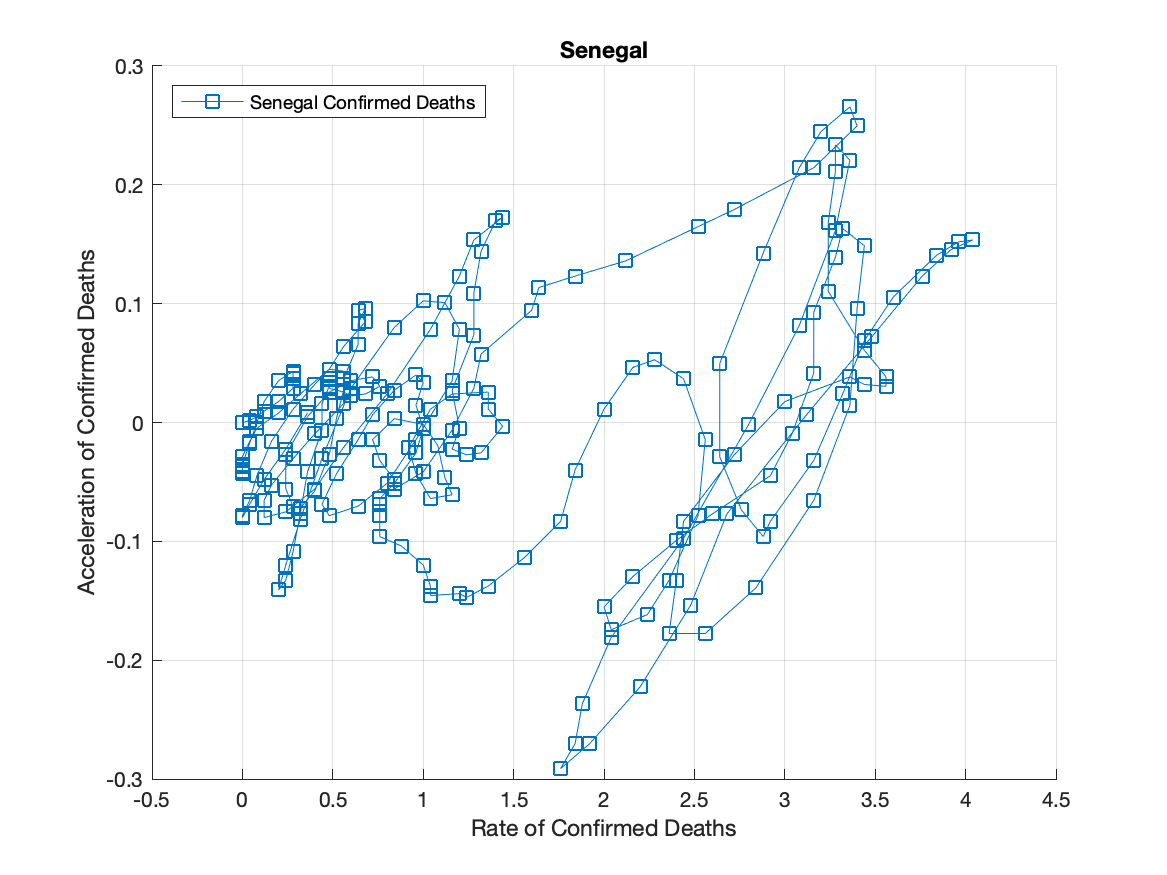 Senegal
0.3
Senegal Confirmed Deaths
0.2
0.1
0
-0.1
-0.2
-0.3
Acceleration of Confirmed Deaths
-0.5 0 0.5 1 1.5 2 2.5 3 3.5 4 4.5
Rate of Confirmed Deaths